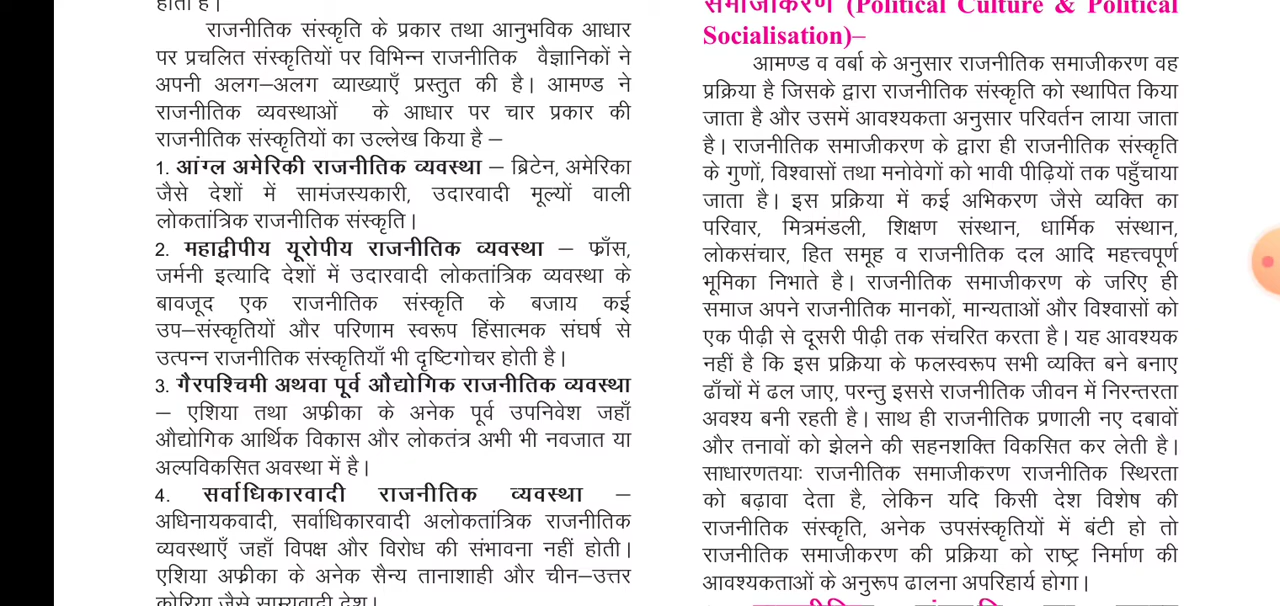 होता है।
राजनीतिक संस्कृति के प्रकार तथा आनुभविक आधार
पर प्रचलित संस्कृतियों पर विभिन्न राजनीतिक वैज्ञानिकों ने
अपनी अलग–अलग व्याख्याएँ प्रस्तुत की है। आमण्ड ने
राजनीतिक व्यवस्थाओं के आधार पर चार प्रकार की
राजनीतिक संस्कृतियों का उल्लेख किया है –
1. आंग्ल अमेरिकी राजनीतिक व्यवस्था – ब्रिटेन, अमेरिका
जैसे देशों में सामंजस्यकारी, उदारवादी मूल्यों वाली
लोकतांत्रिक राजनीतिक संस्कृति।
2. महाद्वीपीय यूरोपीय राजनीतिक व्यवस्था – फ्राँस,
जर्मनी इत्यादि देशों में उदारवादी लोकतांत्रिक व्यवस्था के
बावजूद एक राजनीतिक संस्कृति के बजाय कई
उप–संस्कृतियों और परिणाम स्वरूप हिंसात्मक संघर्ष से
उत्पन्न राजनीतिक संस्कृतियाँ भी दृष्टिगोचर होती है।
3. गैरपश्चिमी अथवा पूर्व औद्योगिक राजनीतिक व्यवस्था
– एशिया तथा अफ्रीका के अनेक पूर्व उपनिवेश जहाँ
औद्योगिक आर्थिक विकास और लोकतंत्र अभी भी नवजात या
अल्पविकसित अवस्था में है।
4. सर्वाधिकारवादी राजनीतिक व्यवस्था –
अधिनायकवादी, सर्वाधिकारवादी अलोकतांत्रिक राजनीतिक
व्यवस्थाएँ जहाँ विपक्ष और विरोध की संभावना नहीं होती।
एशिया अफ्रीका के अनेक सैन्य तानाशाही और चीन–उत्तर
कोरिया जैसे साम्यवादी देश।
समाजीकरण (Political Culture & Political
Socialisation)–
आमण्ड व वर्बा के अनुसार राजनीतिक समाजीकरण वह
प्रक्रिया है जिसके द्वारा राजनीतिक संस्कृति को स्थापित किया
जाता है और उसमें आवश्यकता अनुसार परिवर्तन लाया जाता
है। राजनीतिक समाजीकरण के द्वारा ही राजनीतिक संस्कृति
के गुणों, विश्वासों तथा मनोवेगों को भावी पीढ़ियों तक पहुँचाया
जाता है। इस प्रक्रिया में कई अभिकरण जैसे व्यक्ति का
परिवार, मित्रमंडली, शिक्षण संस्थान, धार्मिक संस्थान,
लोकसंचार, हित समूह व राजनीतिक दल आदि महत्त्वपूर्ण
भूमिका निभाते है। राजनीतिक समाजीकरण के जरिए ही
समाज अपने राजनीतिक मानकों, मान्यताओं और विश्वासों को
एक पीढ़ी से दूसरी पीढ़ी तक संचरित करता है। यह आवश्यक
नहीं है कि इस प्रक्रिया के फलस्वरूप सभी व्यक्ति बने बनाए
ढाँचों में ढल जाए, परन्तु इससे राजनीतिक जीवन में निरन्तरता
अवश्य बनी रहती है। साथ ही राजनीतिक प्रणाली नए दबावों
और तनावों को झेलने की सहनशक्ति विकसित कर लेती है।
साधारणतयाः राजनीतिक समाजीकरण राजनीतिक स्थिरता
को बढ़ावा देता है, लेकिन यदि किसी देश विशेष की
राजनीतिक संस्कृति, अनेक उपसंस्कृतियों में बंटी हो तो
राजनीतिक समाजीकरण की प्रक्रिया को राष्ट्र निर्माण की
आवश्यकताओं के अनुरूप ढालना अपरिहार्य होगा।